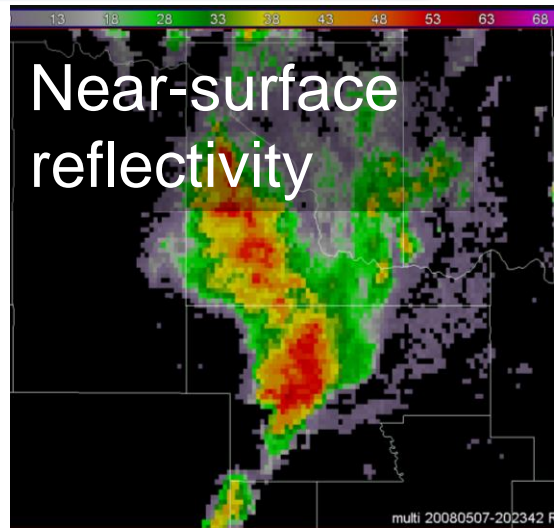 13 18 28 33 38 43 48 53 63 68
Near-surface
reflectivity
multi 20080507-202342